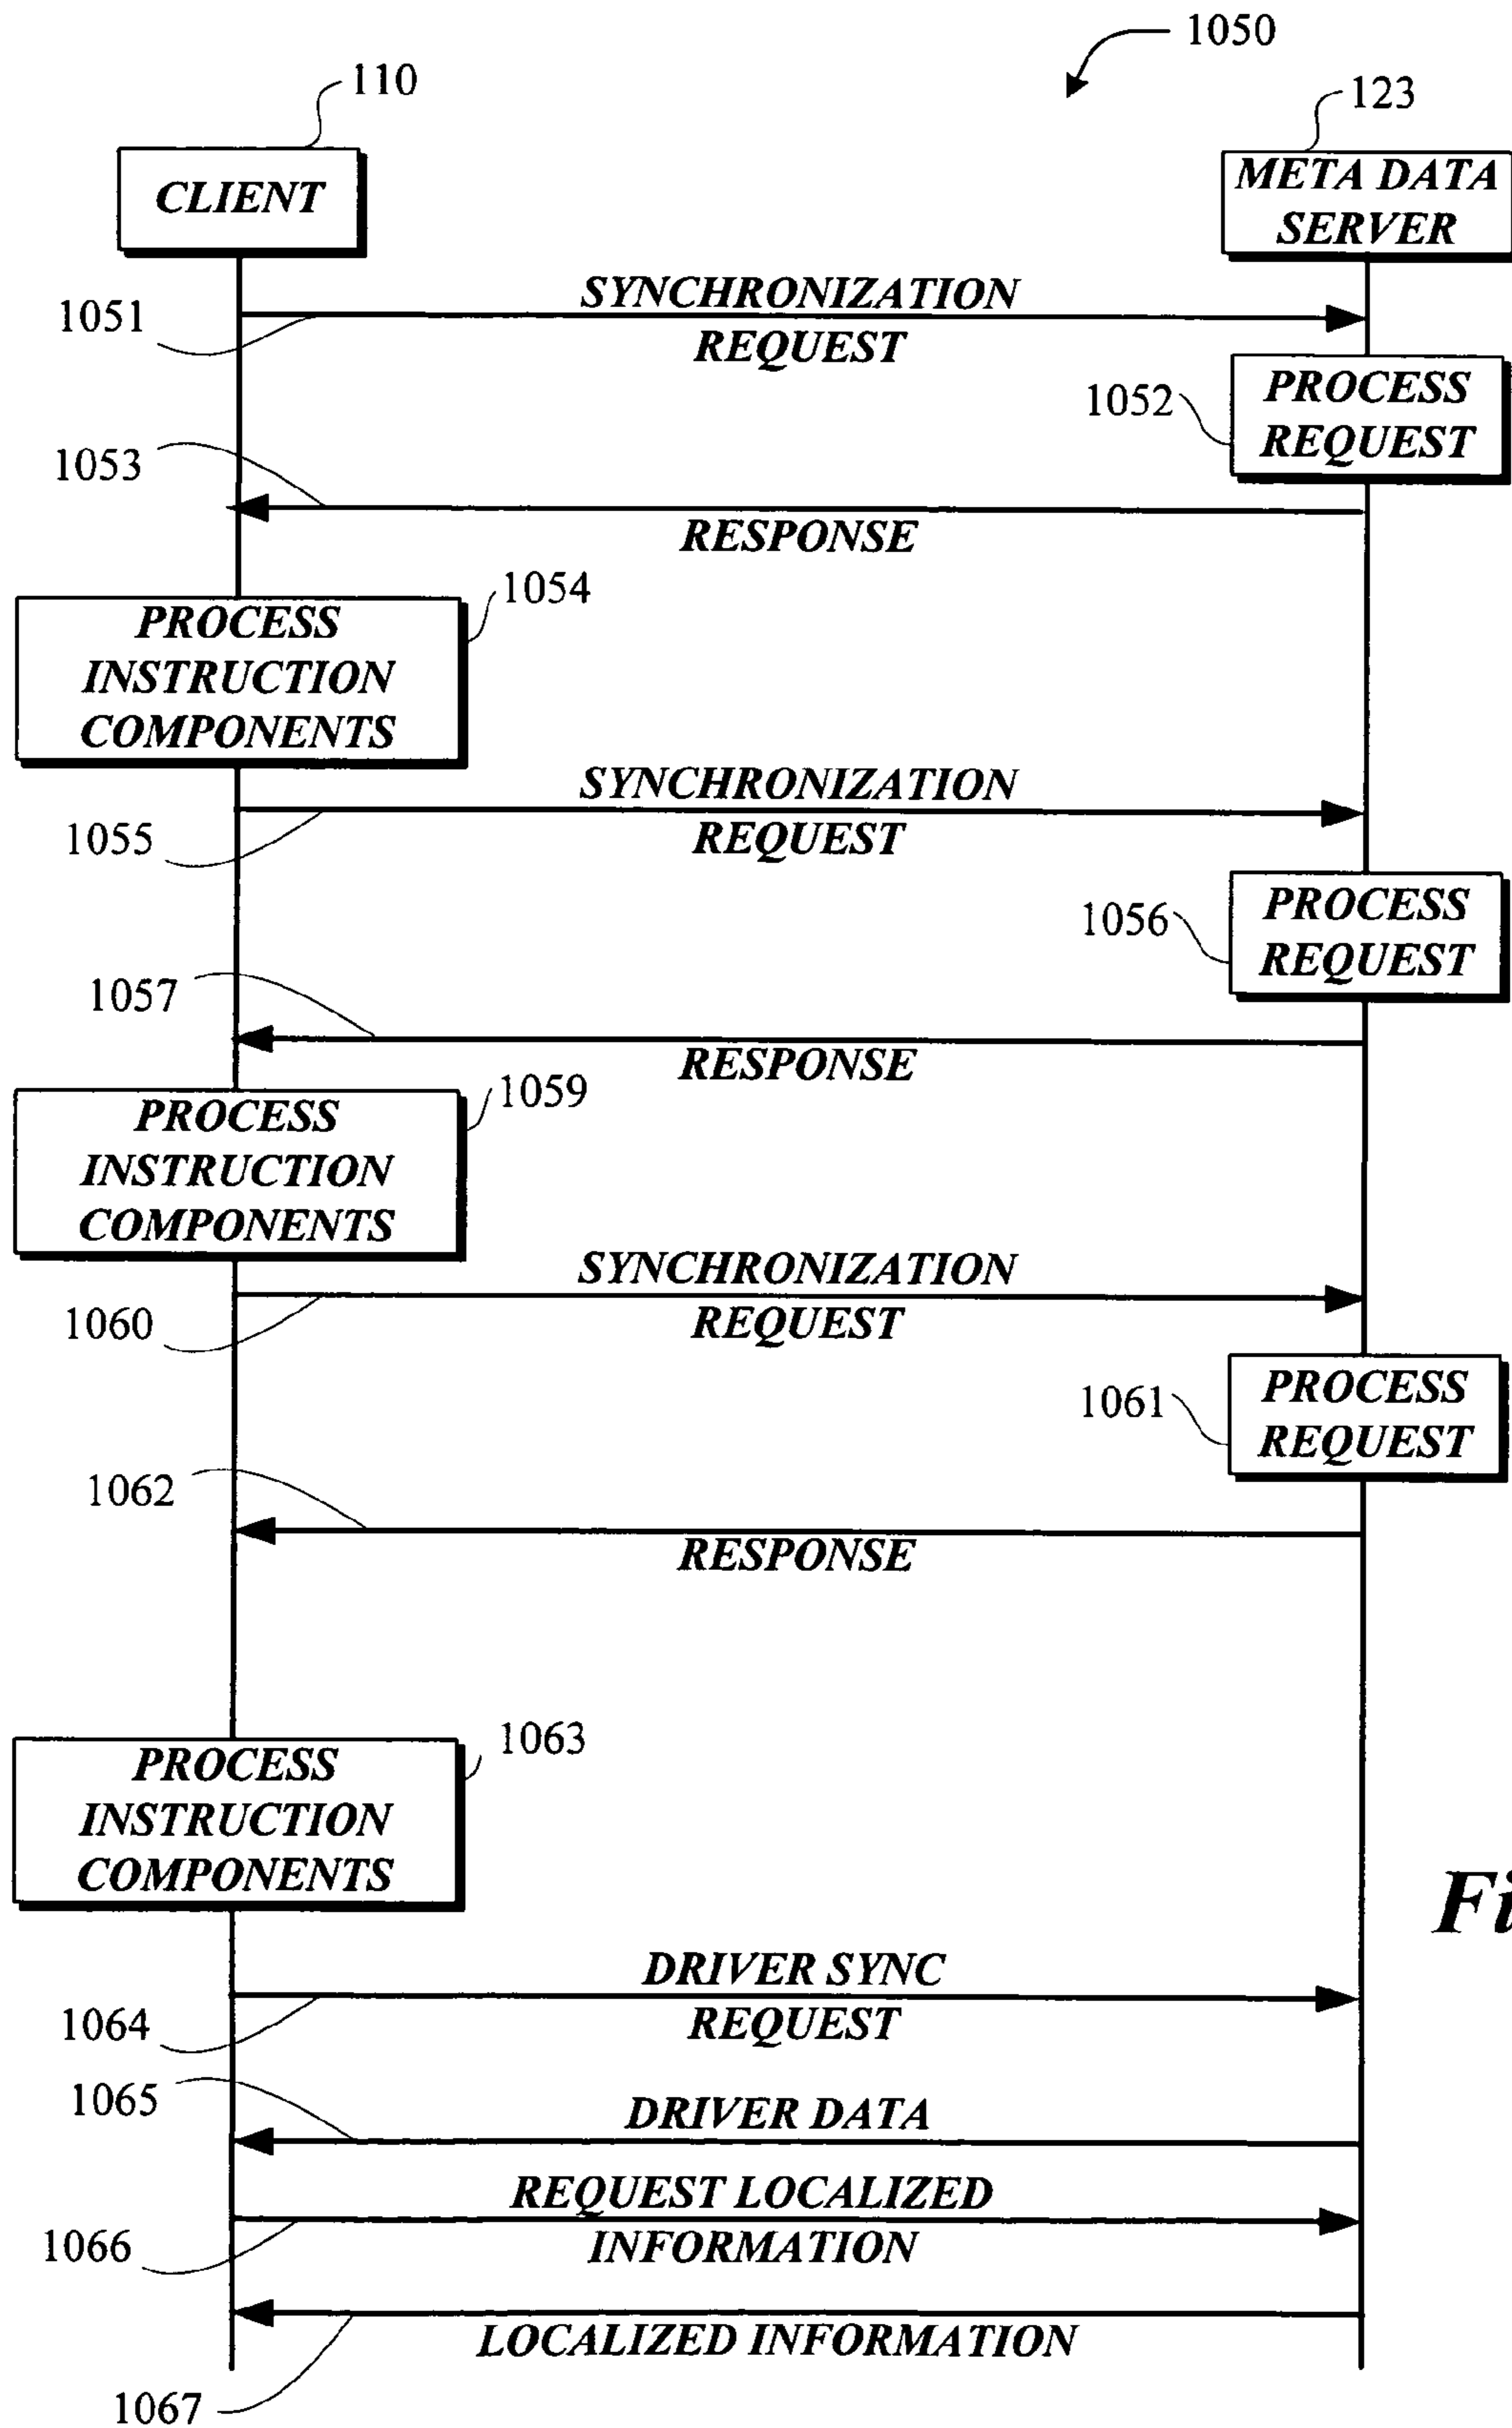 1050
110
123
CLIENT
META DATA
SERVER
1051
SYNCHRONIZATION
REQUEST
1052
PROCESS
REQUEST
1053
RESPONSE
1054
PROCESS
INSTRUCTION
COMPONENTS
1055
SYNCHRONIZATION
REQUEST
1056
PROCESS
REQUEST
1057
RESPONSE
1059
PROCESS
INSTRUCTION
COMPONENTS
1060
SYNCHRONIZATION
REQUEST
1061
PROCESS
REQUEST
1062
RESPONSE
1063
PROCESS
INSTRUCTION
COMPONENTS
Fi
1064
DRIVER SYNC
REQUEST
1065
DRIVER DATA
1066
REQUEST LOCALIZED
INFORMATION
LOCALIZED INFORMATION
1067